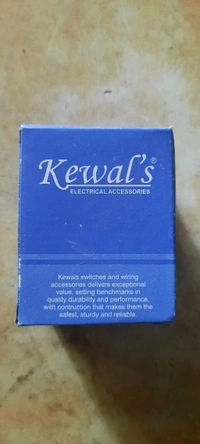 Kewal's®
ELECTRICAL ACCESSORIES
Kewals switches and wiring
accessories delivers exceptional
value, setting benchmarks in
quality durability and performance,
with contruction that makes them the
safest, sturdy and reliable.